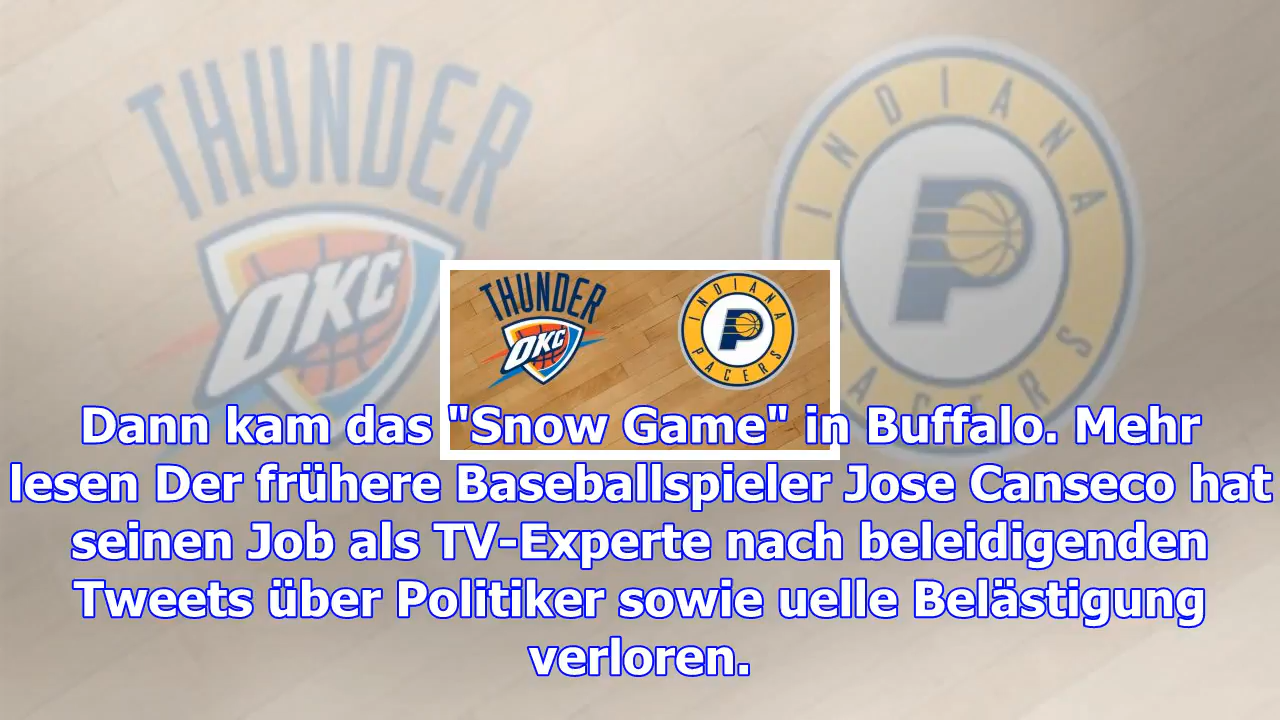 THUNDER
OKC
INDIANA
PACERS
THUNDER
OKC
INDIANA
PACERS
Dann kam das "Snow Game" in Buffalo. Mehr
lesen Der frühere Baseballspieler Jose Canseco hat
seinen Job als TV-Experte nach beleidigenden
Tweets über Politiker sowie uelle Belästigung
verloren.